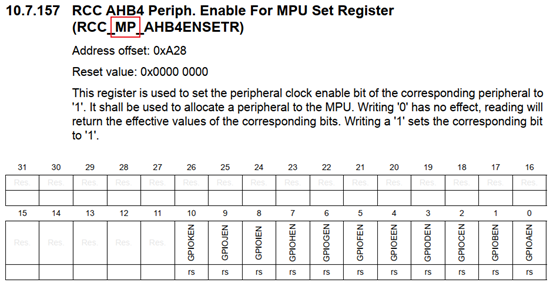 10.7.157 RCC AHB4 Periph. Enable For MPU Set Register
(RCC_MP_AHB4ENSETR)
Address offset: 0xA28
Reset value: 0x0000 0000
This register is used to set the peripheral clock enable bit of the corresponding peripheral to
'1'. It shall be used to allocate a peripheral to the MPU. Writing '0' has no effect, reading will
return the effective values of the corresponding bits. Writing a '1' sets the corresponding bit
to '1'.
31 30 29 28 27 26 25 24 23 22 21 20 19 18 17 16
Res. Res. Res. Res. Res. Res. Res. Res. Res. Res. Res. Res. Res. Res. Res. Res.
15 14 13 12 11 10 9 8 7 6 5 4 3 2 1 0
Res. Res. Res. Res. Res. GPIOKEN GPIOJEN GPIOIEN GPIOHEN GPIOGEN GPIOFEN GPIOEEN GPIODEN GPIOCEN GPIOBEN GPIOAEN
rs rs rs rs rs rs rs rs rs rs rs